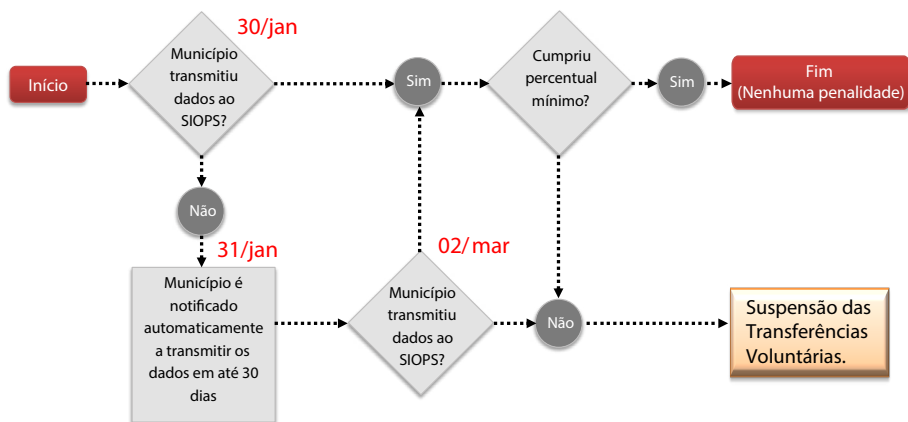 30/jan
Início
Município
transmitiu
dados ao
SIOPS?
Sim
Cumpriu
percentual
mínimo?
Sim
Fim
(Nenhuma penalidade)
Não
31/jan
Município é
notificado
automaticamente
a transmitir os
dados em até 30
dias
02/ mar
Município
transmitiu
dados ao
SIOPS?
Não
Suspensão das
Transferências
Voluntárias.